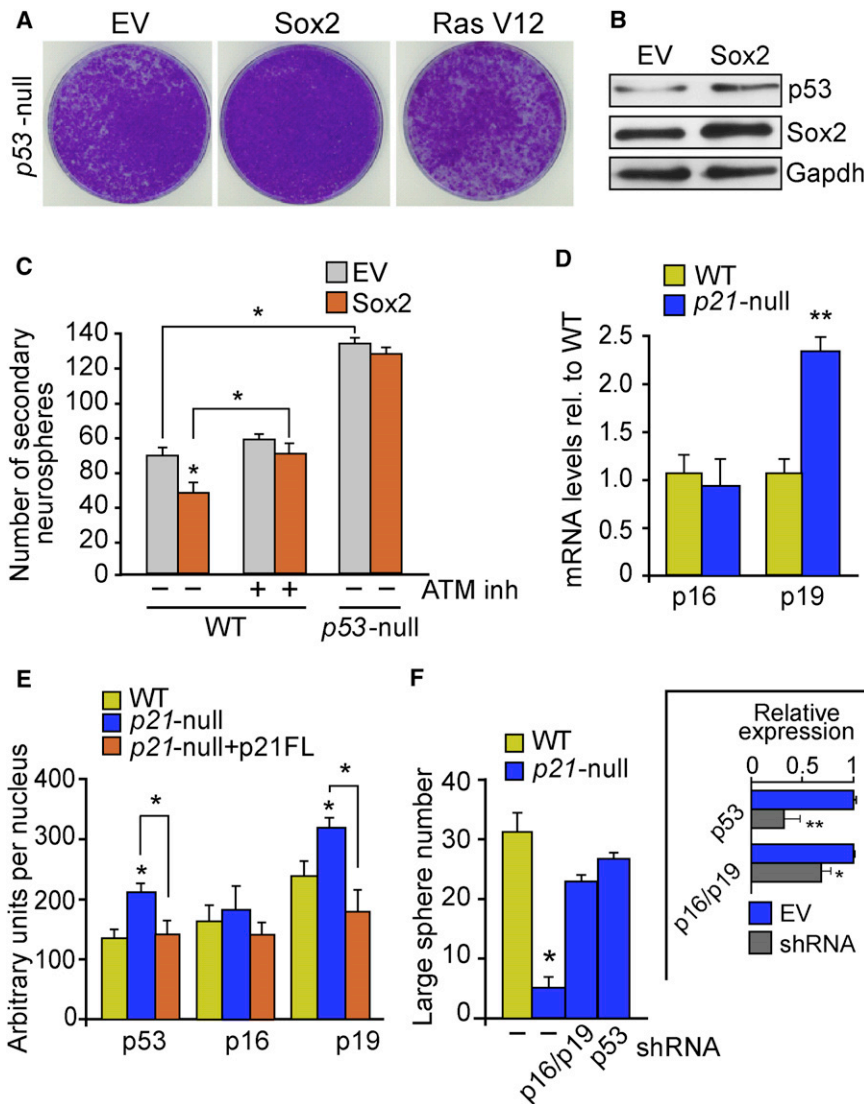 A
EV
Sox2
Ras V12
p53-null
B
EV
Sox2
p53
Sox2
Gapdh
C
EV
Sox2
Number of secondary
neurospheres
140
120
60
80
40
20
100
*
*
*
− − + + − −
ATM inh
WT
p53-null
D
WT
p21-null
mRNA levels rel. to WT
2.5
2.0
1.5
1.0
0.5
0
**
p16
p19
E
WT
p21-null
p21-null+p21FL
Arbitrary units per nucleus
400
300
200
100
0
*
*
*
*
p53
p16
p19
F
WT
p21-null
Large sphere number
40
30
20
10
0
*
− −
p16/p19
p53
shRNA
Relative
expression
0 0.5 1
p53
**
p16/p19
*
EV
shRNA